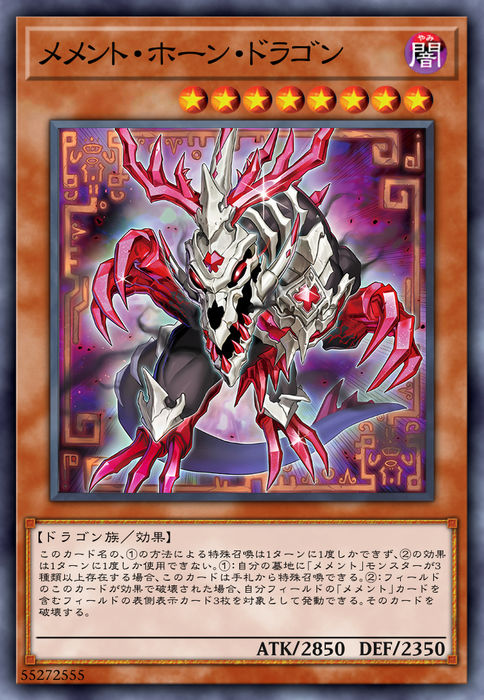 メメント・ホーン・ドラゴン
やみ
闇
【ドラゴン族／効果】
このカード名の、①の方法による特殊召喚は1ターンに1度しかできず、②の効果
は1ターンに1度しか使用できない。①：自分の墓地に「メメント」モンスターが3
種類以上存在する場合、このカードは手札から特殊召喚できる。②：フィールド
のこのカードが効果で破壊された場合、自分フィールドの「メメント」カードを
含むフィールドの表側表示カード3枚を対象として発動できる。そのカードを
破壊する。
ATK/2850 DEF/2350
55272555